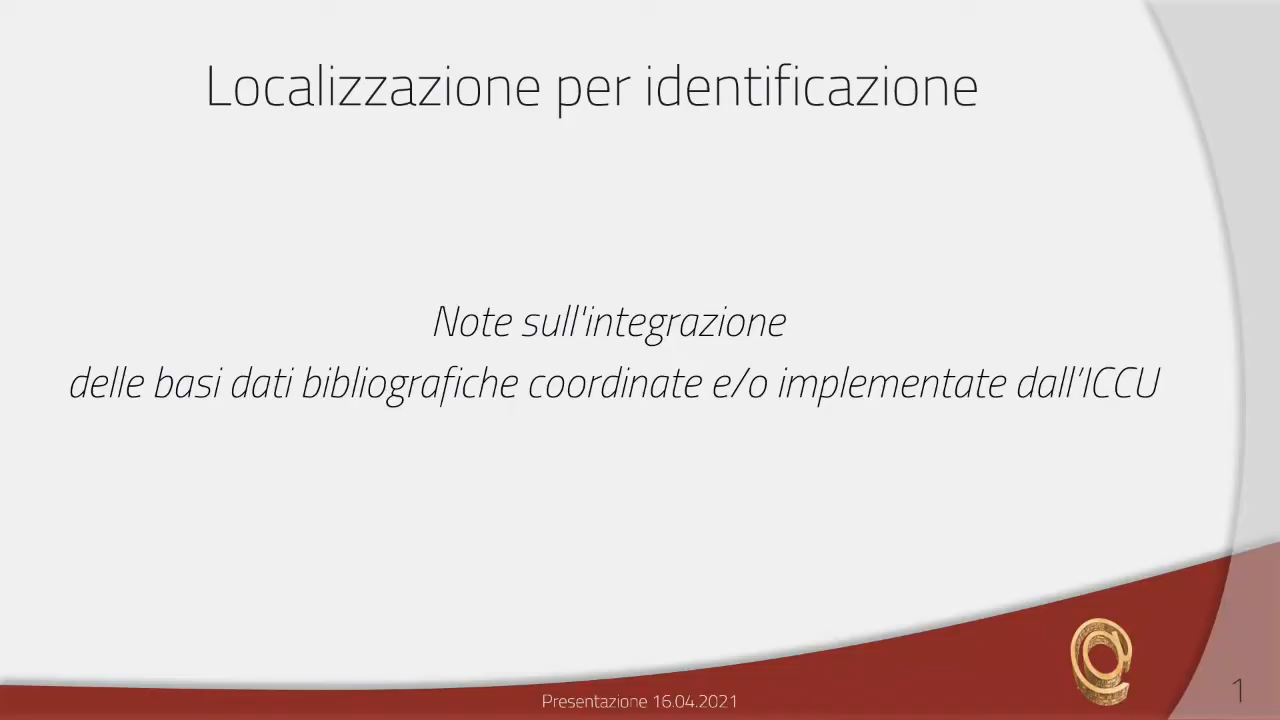 Localizzazione per identificazione
Note sull'integrazione
delle basi dati bibliografiche coordinate e/o implementate dall’ICCU
Presentazione 16.04.2021
1